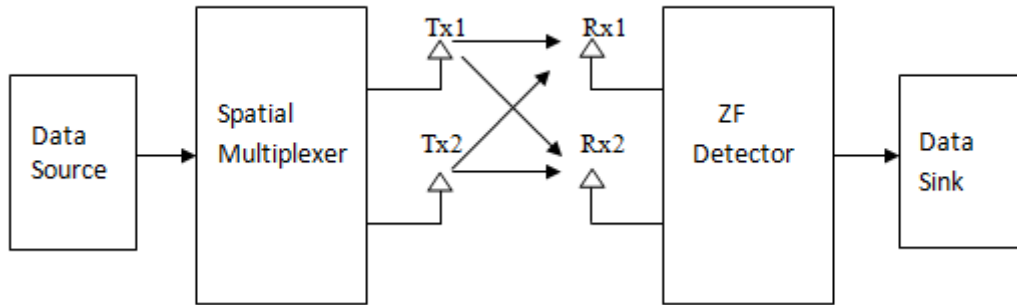 Data
Source
Spatial
Multiplexer
Tx1
Tx2
Rx1
Rx2
ZF
Detector
Data
Sink